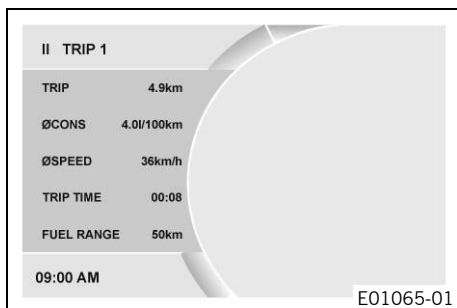 II TRIP 1
TRIP 4.9km
ØCONS 4.0l/100km
ØSPEED 36km/h
TRIP TIME 00:08
FUEL RANGE 50km
09:00 AM
E01065-01